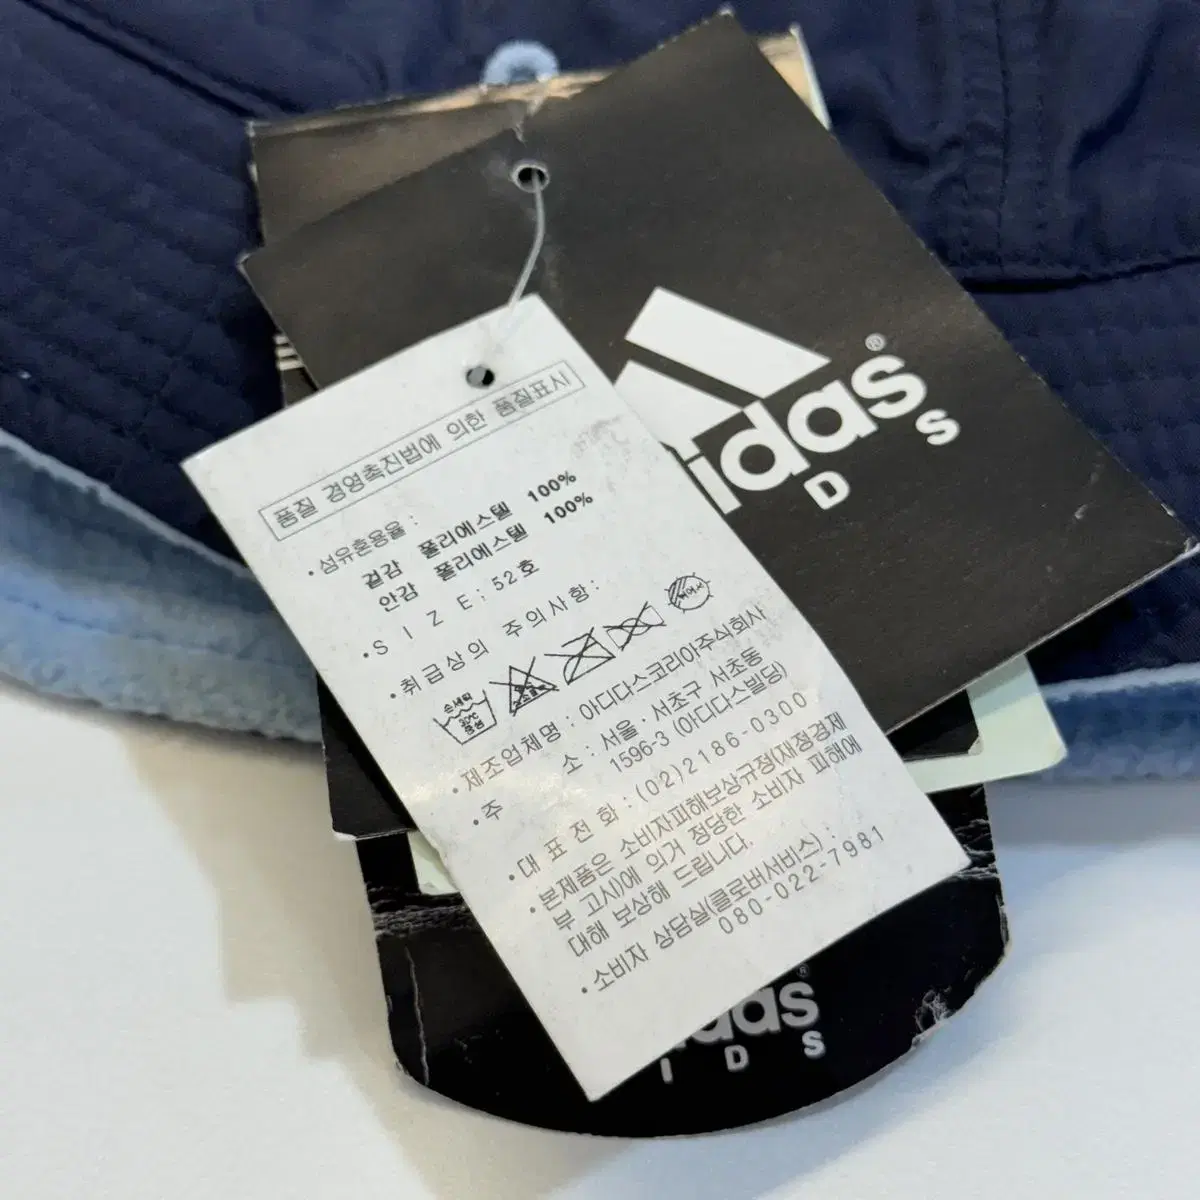 adidas®
D S
품질 경영촉진법에 의한 품질표시
·섬유혼용율 :
겉감 폴리에스텔 100%
안감 폴리에스텔 100%
·S I Z E : 52호
·취급상의 주의사항 :
손세탁
30℃
중성
·제조업체명 : 아디다스코리아주식회사
·주 소 : 서울·서초구 서초동
1596-3 (아디다스빌딩)
·대 표 전 화 : (02)2186-0300
·본제품은 소비자피해보상규정(재정경제
부 고시)에 의거 정당한 소비자 피해에
대해 보상해 드립니다.
·소비자 상담실(클로버서비스) :
080-022-7981
idas®
I D S